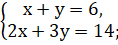 x + y = 6,
2x + 3y = 14;